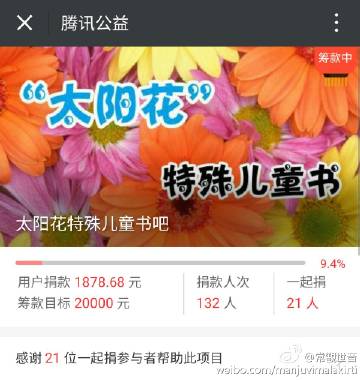 腾讯公益
筹款中
“太阳花”
特殊儿童书
太阳花特殊儿童书吧
9.4%
用户捐款 1878.68 元
筹款目标 20000 元
捐款人次
132 人
一起捐
21 人
感谢 21 位一起捐参与者帮助此项目
@常观世音
weibo.com/manjuvimalakirti